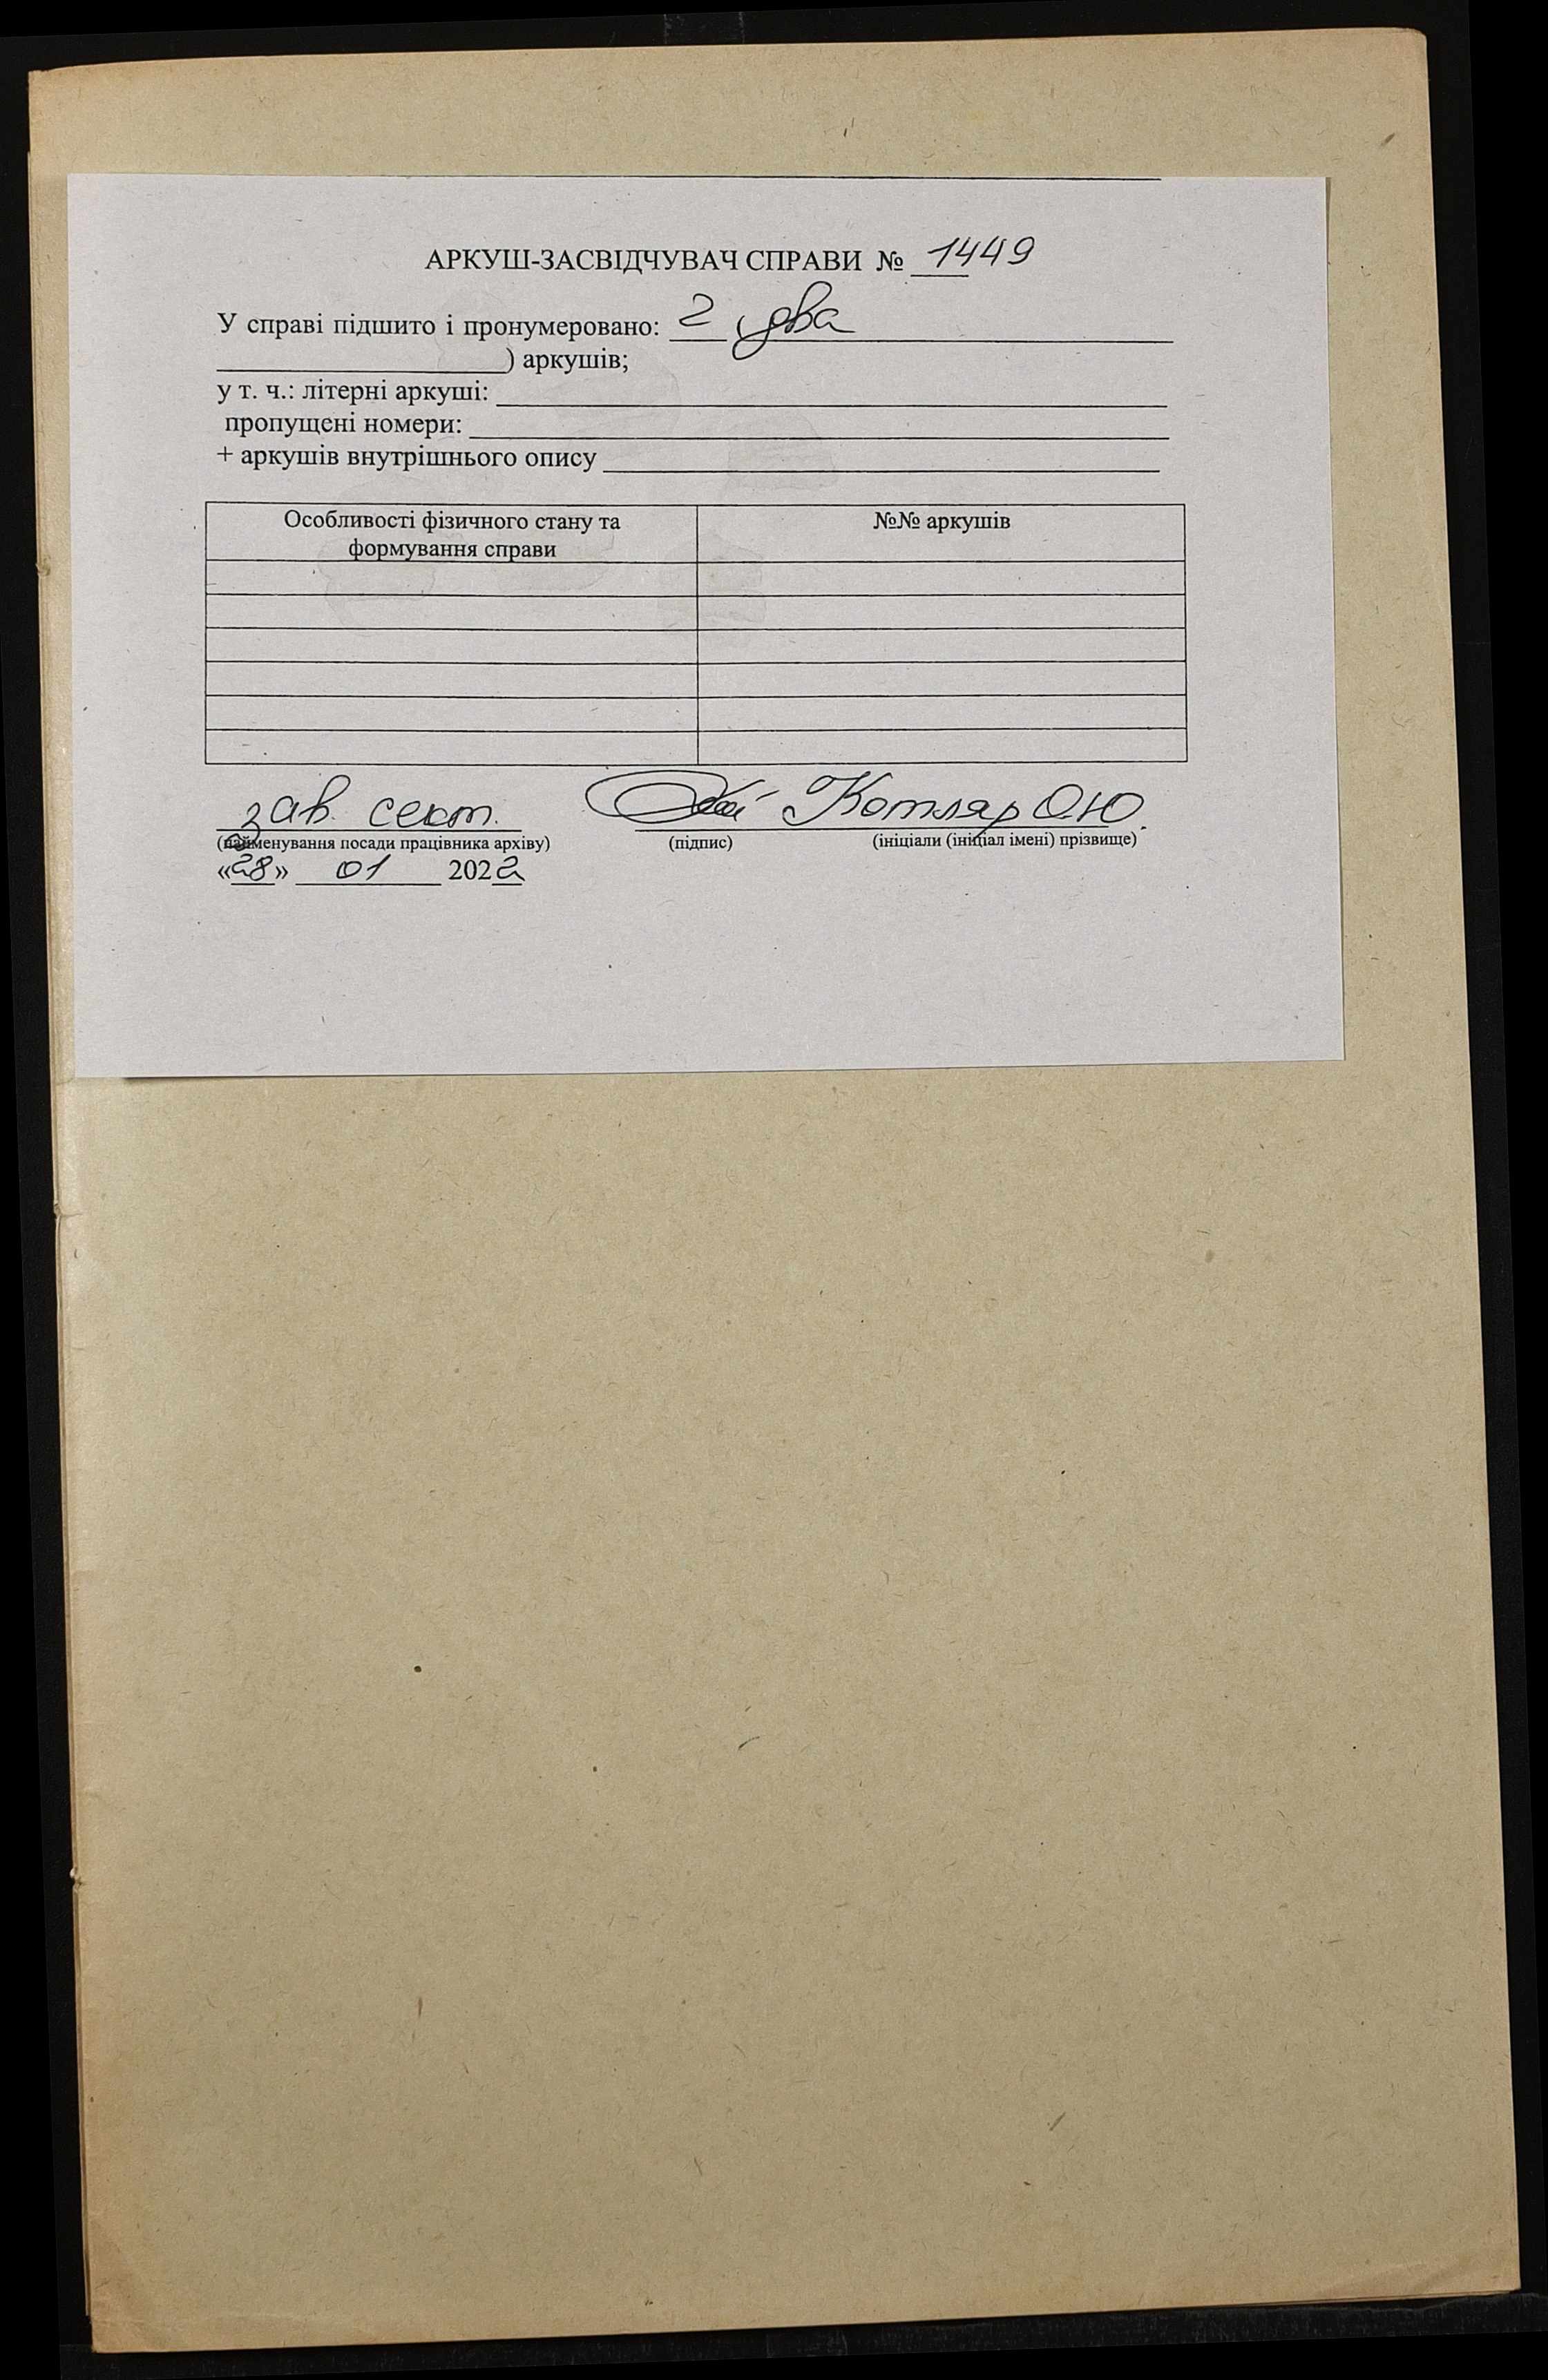 АРКУШ-ЗАСВІДЧУВАЧ СПРАВИ № 1449
У справі підшито і пронумеровано: 2 (два
) аркушів;
у т. ч.: літерні аркуші:
пропущені номери:
+ аркушів внутрішнього опису
Особливості фізичного стану та №№ аркушів
формування справи
зав. сект. Котляр О.Ю.
(найменування посади працівника архіву) (підпис) (ініціали (ініціал імені) прізвище)
«28» 01 2022